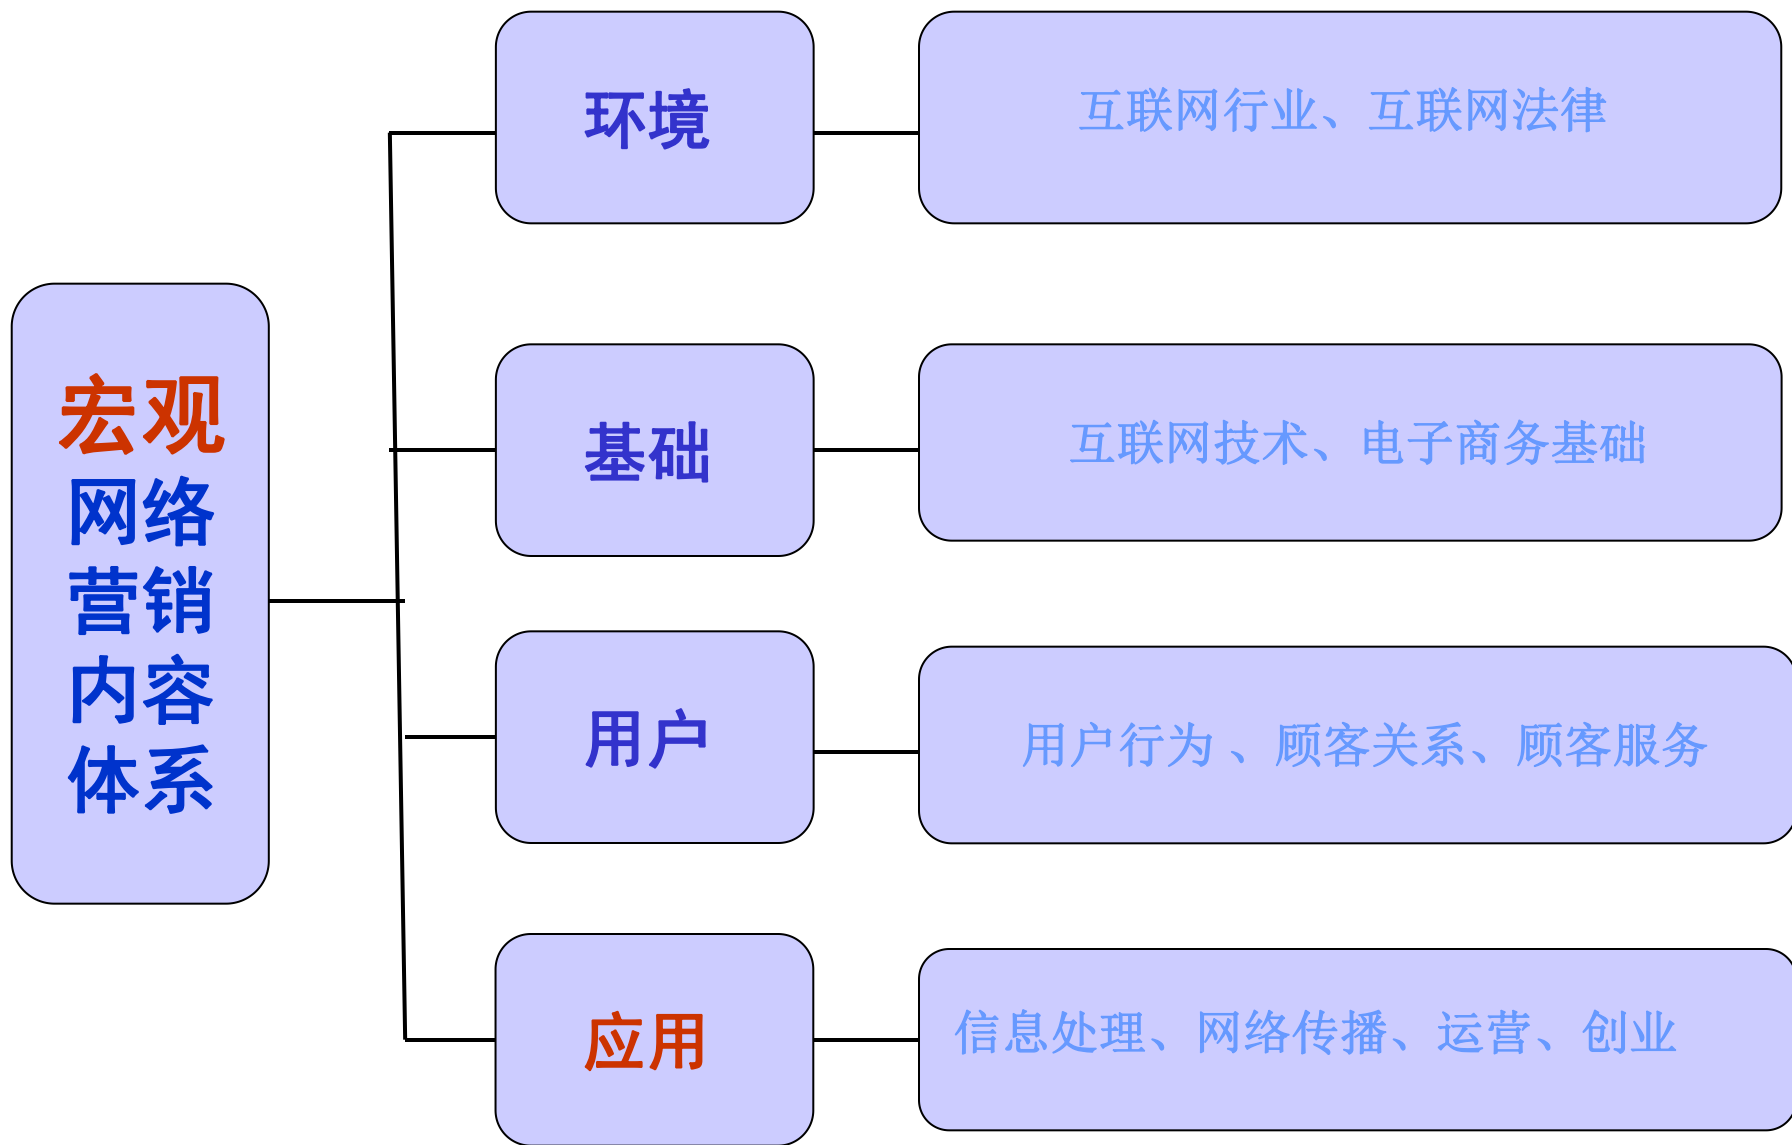 宏观
网络
营销
内容
体系
环境
互联网行业、互联网法律
基础
互联网技术、电子商务基础
用户
用户行为 、顾客关系、顾客服务
应用
信息处理、网络传播、运营、创业